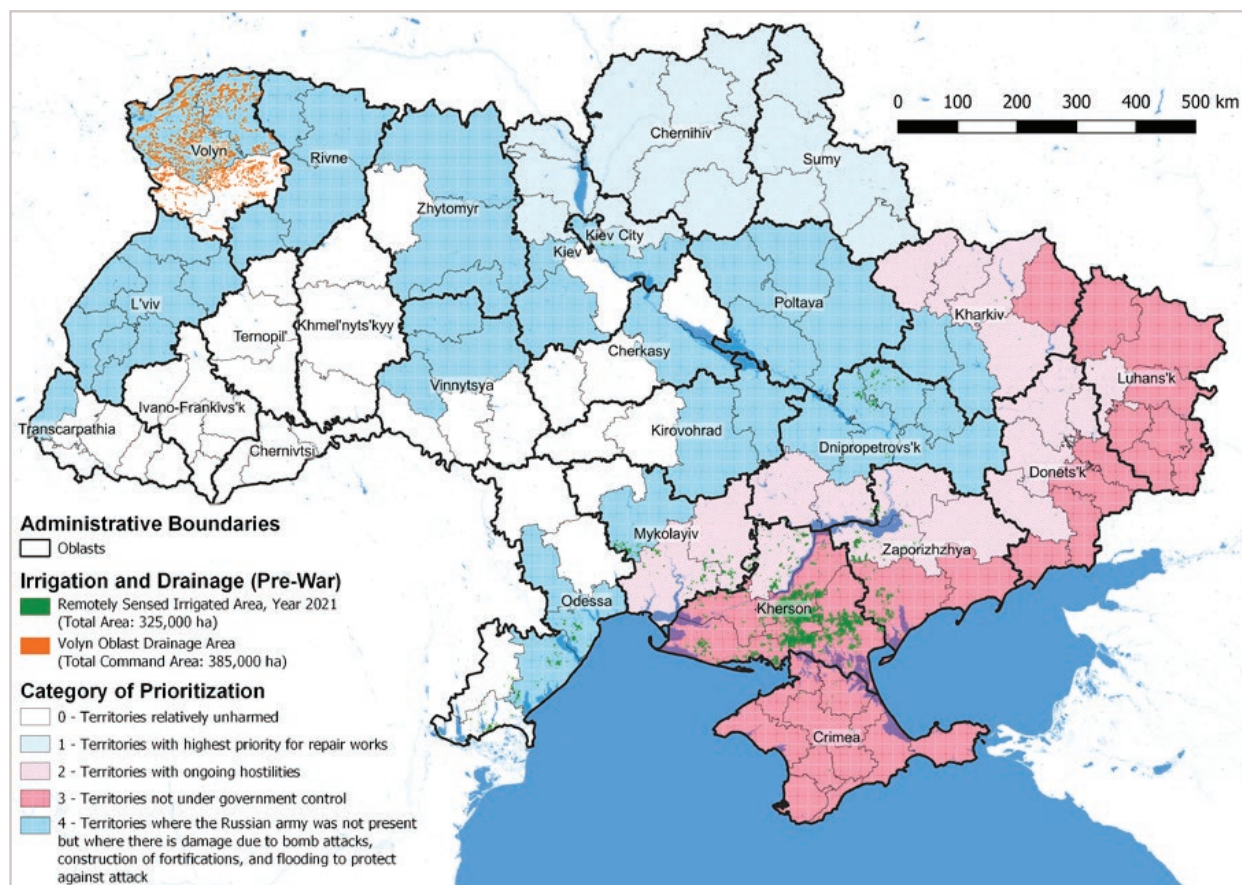 0 100 200 300 400 500 km
Chernihiv
Sumy
Volyn
Rivne
Zhytomyr
Kiev City
Kiev
L'viv
Poltava
Kharkiv
Ternopil'
Khmel'nyts'kyy
Cherkasy
Luhans'k
Vinnytsya
Ivano-Frankivs'k
Transcarpathia
Kirovohrad
Chernivtsi
Dnipropetrovs'k
Donets'k
Mykolayiv
Zaporizhzhya
Odessa
Kherson
Crimea
Administrative Boundaries
Oblasts
Irrigation and Drainage (Pre-War)
Remotely Sensed Irrigated Area, Year 2021
(Total Area: 325,000 ha)
Volyn Oblast Drainage Area
(Total Command Area: 385,000 ha)
Category of Prioritization
0 - Territories relatively unharmed
1 - Territories with highest priority for repair works
2 - Territories with ongoing hostilities
3 - Territories not under government control
4 - Territories where the Russian army was not present
but where there is damage due to bomb attacks,
construction of fortifications, and flooding to protect
against attack